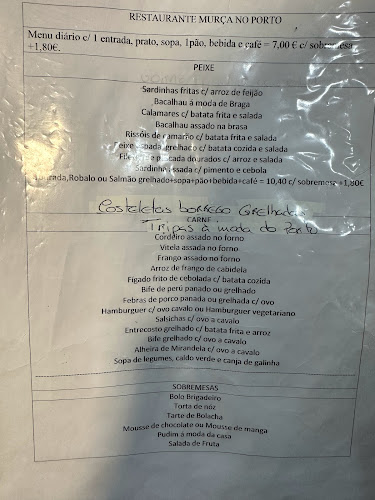 RESTAURANTE MURÇA NO PORTO
Menu diário c/ 1 entrada, prato, sopa, 1pão, bebida e café = 7,00 € c/ sobremesa
+1,80€.
PEIXE
Sardinhas fritas c/ arroz de feijão
Bacalhau à moda de Braga
Calamares c/ batata frita e salada
Bacalhau assado na brasa
Rissóis de camarão c/ batata frita e salada
grelhado c/ batata cozida e salada
pescada dourados c/ arroz e salada
Sardinha assada c/ pimento e cebola
Dourada,Robalo ou Salmão grelhado+sopa+pão+bebida+café = 10,40 c/ sobremesa +1,80€
Costeletas borrego Grelhadas
CARNE
Tripas à moda do Porto
Cordeiro assado no forno
Vitela assada no forno
Frango assado no forno
Arroz de frango de cabidela
Fígado frito de cebolada c/ batata cozida
Bife de perú panado ou grelhado
Febras de porco panada ou grelhada c/ ovo
Hamburguer c/ ovo cavalo ou Hamburguer vegetariano
Salsichas c/ ovo a cavalo
Entrecosto grelhado c/ batata frita e arroz
Bife grelhado c/ ovo a cavalo
Alheira de Mirandela c/ ovo a cavalo
Sopa de legumes, caldo verde e canja de galinha
SOBREMESAS
Bolo Brigadeiro
Torta de noz
Tarte de Bolacha
Mousse de chocolate ou Mousse de manga
Pudim à moda da casa
Salada de Fruta